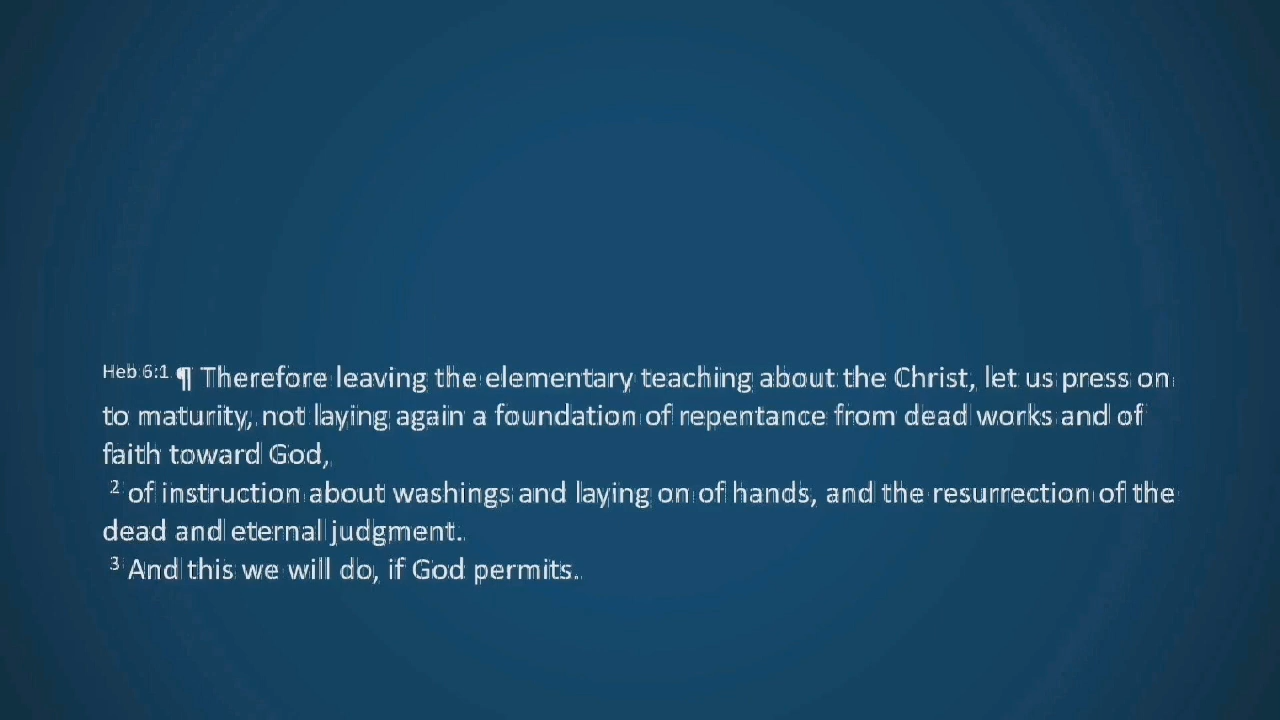 Heb 6:1 ¶ Therefore leaving the elementary teaching about the Christ, let us press on
to maturity, not laying again a foundation of repentance from dead works and of
faith toward God,
2 of instruction about washings and laying on of hands, and the resurrection of the
dead and eternal judgment.
3 And this we will do, if God permits.